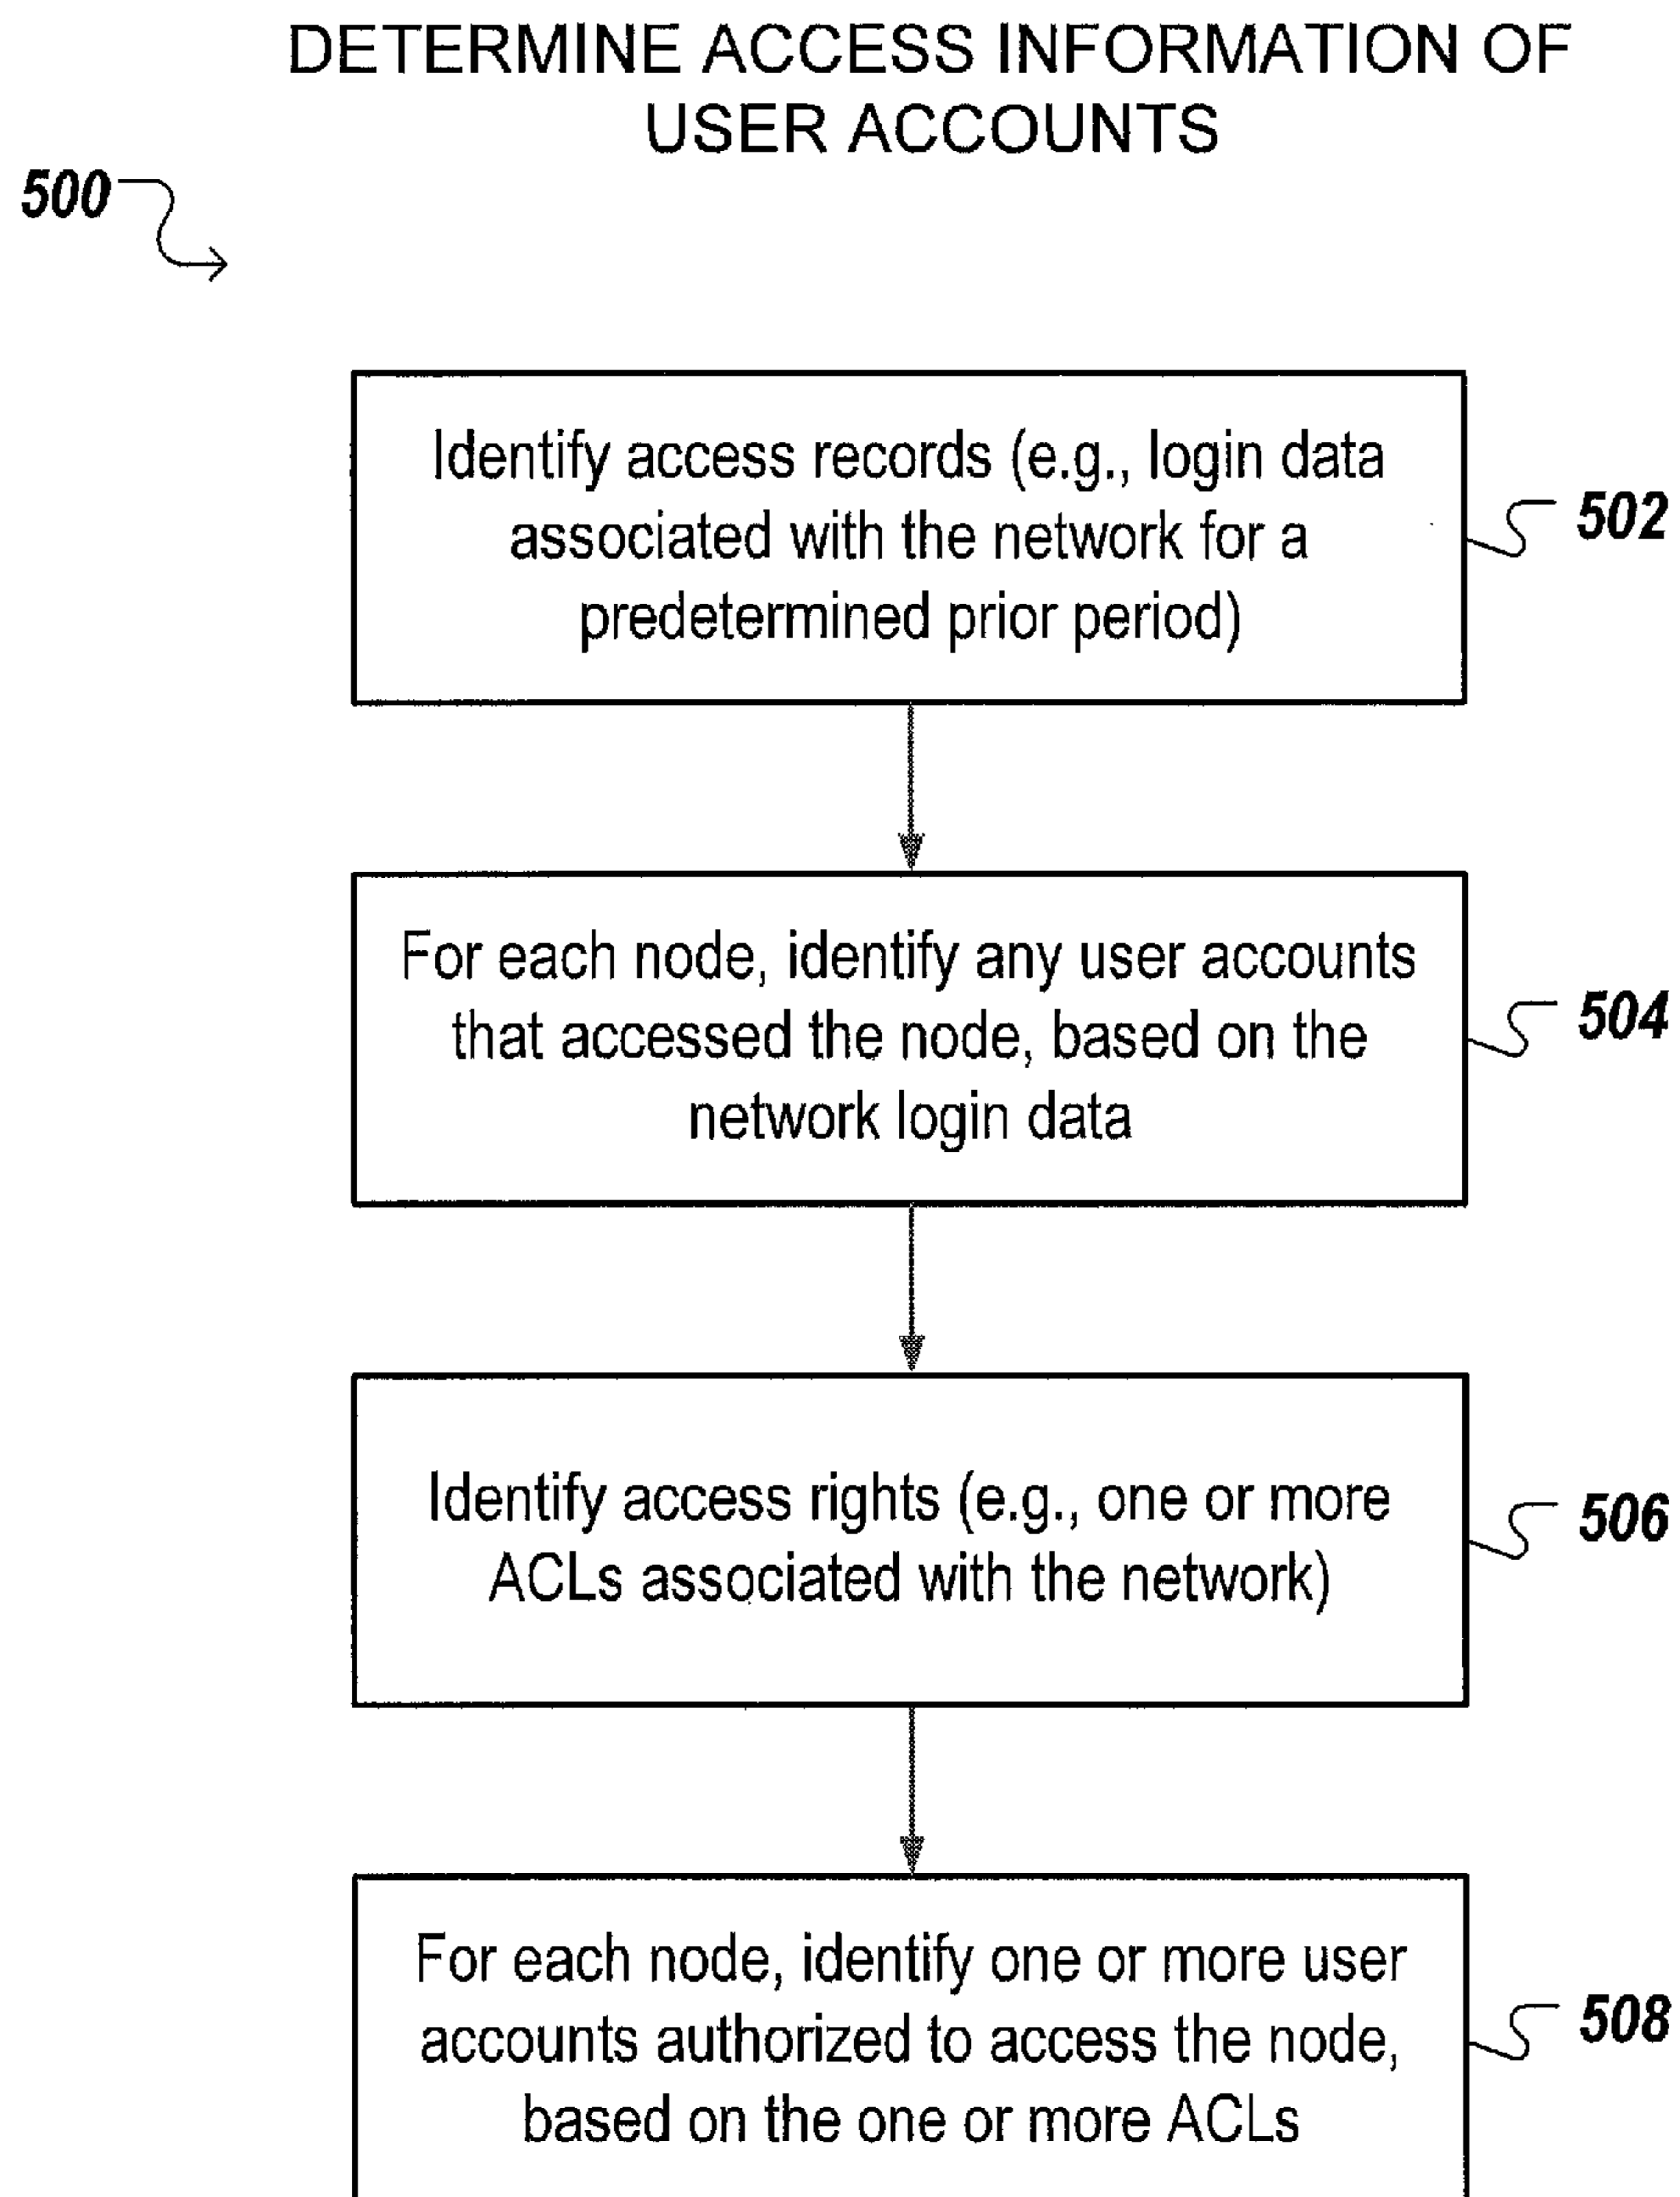 DETERMINE ACCESS INFORMATION OF
USER ACCOUNTS
500
Identify access records (e.g., login data
associated with the network for a
predetermined prior period)
502
For each node, identify any user accounts
that accessed the node, based on the
network login data
504
Identify access rights (e.g., one or more
ACLs associated with the network)
506
For each node, identify one or more user
accounts authorized to access the node,
based on the one or more ACLs
508